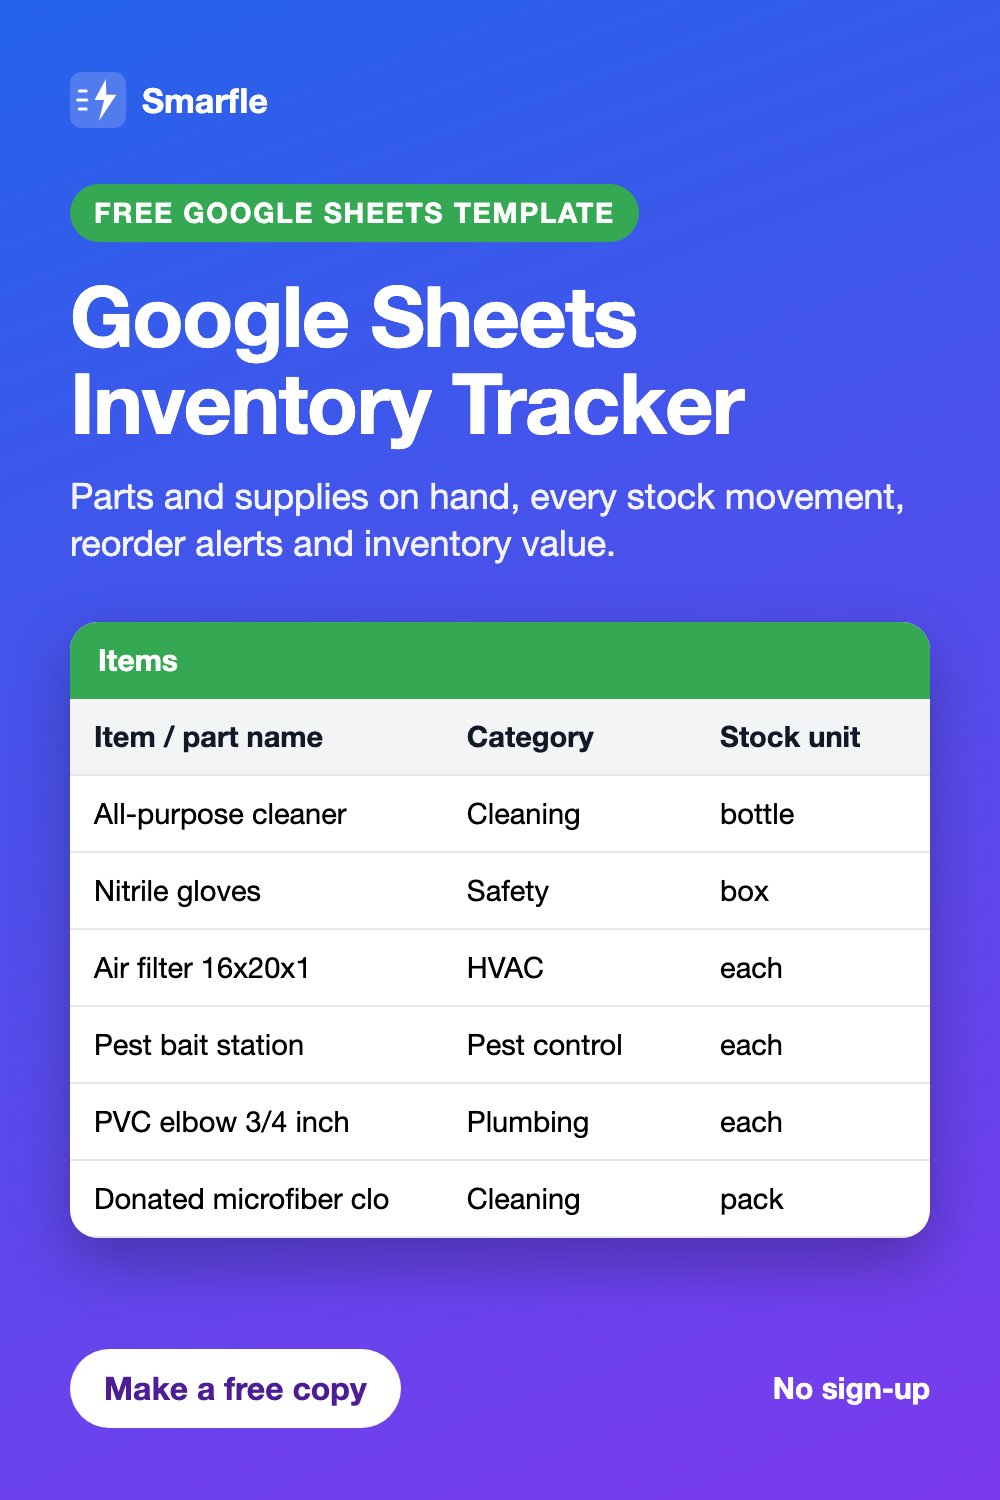 Smarfle
FREE GOOGLE SHEETS TEMPLATE
Google Sheets
Inventory Tracker
Parts and supplies on hand, every stock movement,
reorder alerts and inventory value.
Items
Item / part name Category Stock unit
All-purpose cleaner Cleaning bottle
Nitrile gloves Safety box
Air filter 16x20x1 HVAC each
Pest bait station Pest control each
PVC elbow 3/4 inch Plumbing each
Donated microfiber clo Cleaning pack
Make a free copy No sign-up